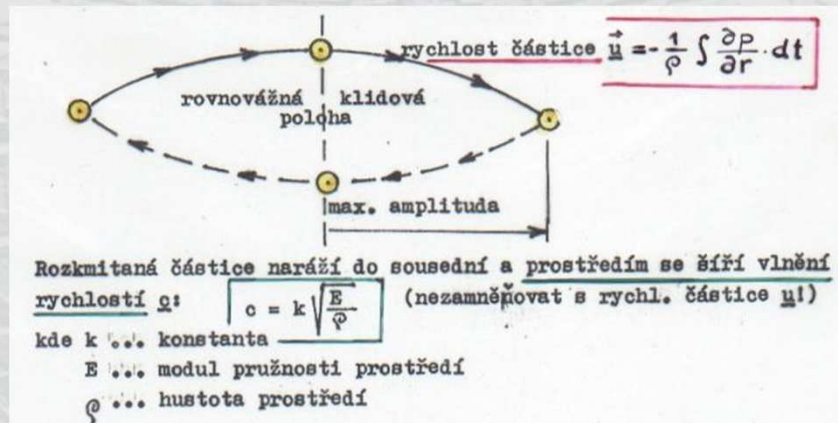 rychlost částice u⃗ = - 1/ρ ∫ ∂p/∂r · dt
rovnovážná klidová
poloha
max. amplituda
Rozkmitaná částice naráží do sousední a prostředím se šíří vlnění
rychlostí c: c = k √(E/ρ) (nezamněňovat s rychl. částice u!)
kde k ... konstanta
E ... modul pružnosti prostředí
ρ ... hustota prostředí